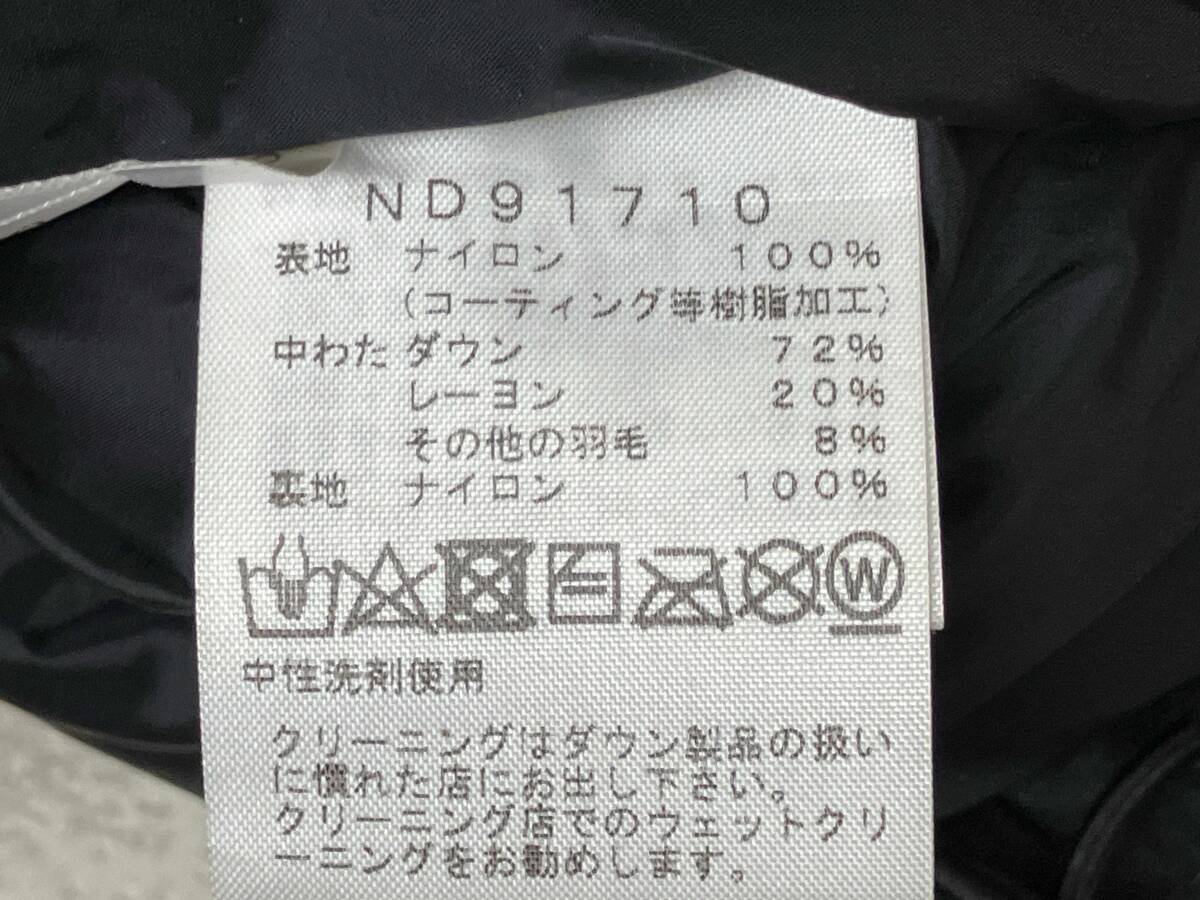 ND91710
表地 ナイロン 100%
(コーティング等樹脂加工)
中わた ダウン 72%
レーヨン 20%
その他の羽毛 8%
裏地 ナイロン 100%
W
中性洗剤使用
クリーニングはダウン製品の扱い
に慣れた店にお出し下さい。
クリーニング店でのウェットクリ
ーニングをお勧めします。